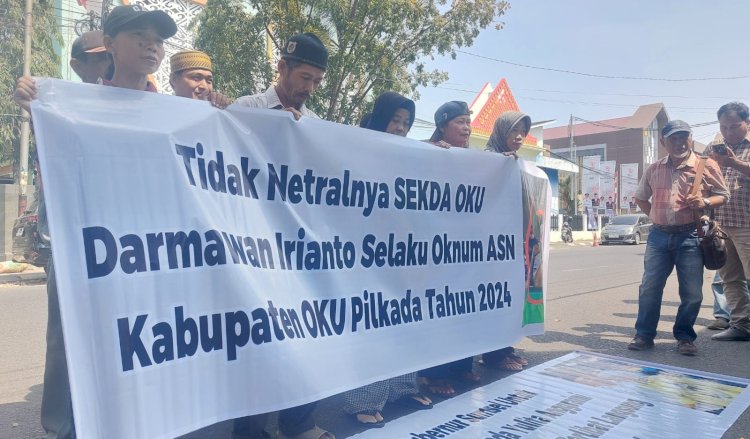 Tidak Netralnya SEKDA OKU
Darmawan Irianto Selaku Oknum ASN
Kabupaten OKU Pilkada Tahun 2024